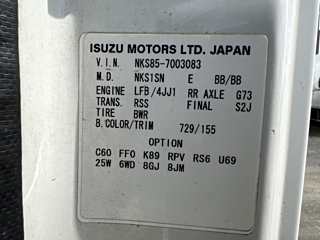 ISUZU MOTORS LTD. JAPAN
V.I.N. NKS85-7003083
M.D. NKS1SN E BB/BB
ENGINE LFB/4JJ1 RR AXLE G73
TRANS. RSS FINAL S2J
TIRE BWR
B.COLOR/TRIM 729/155
OPTION
C60 FF0 K89 RPV RS6 U69
25W 6WD 8GJ 8JM